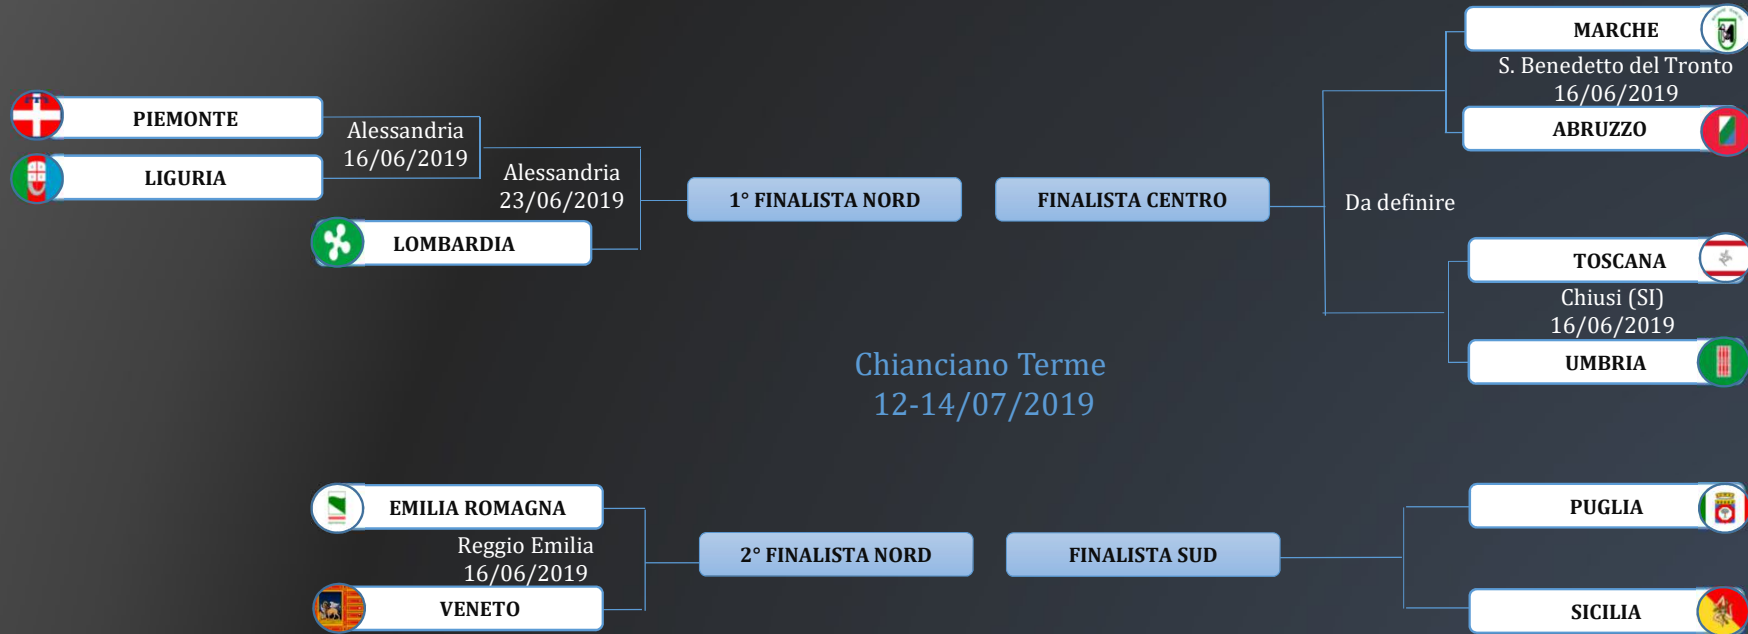 PIEMONTE
Alessandria
16/06/2019
LIGURIA
Alessandria
23/06/2019
LOMBARDIA
1° FINALISTA NORD
FINALISTA CENTRO
MARCHE
S. Benedetto del Tronto
16/06/2019
ABRUZZO
Da definire
TOSCANA
Chiusi (SI)
16/06/2019
UMBRIA
Chianciano Terme
12-14/07/2019
EMILIA ROMAGNA
Reggio Emilia
16/06/2019
VENETO
2° FINALISTA NORD
FINALISTA SUD
PUGLIA
SICILIA